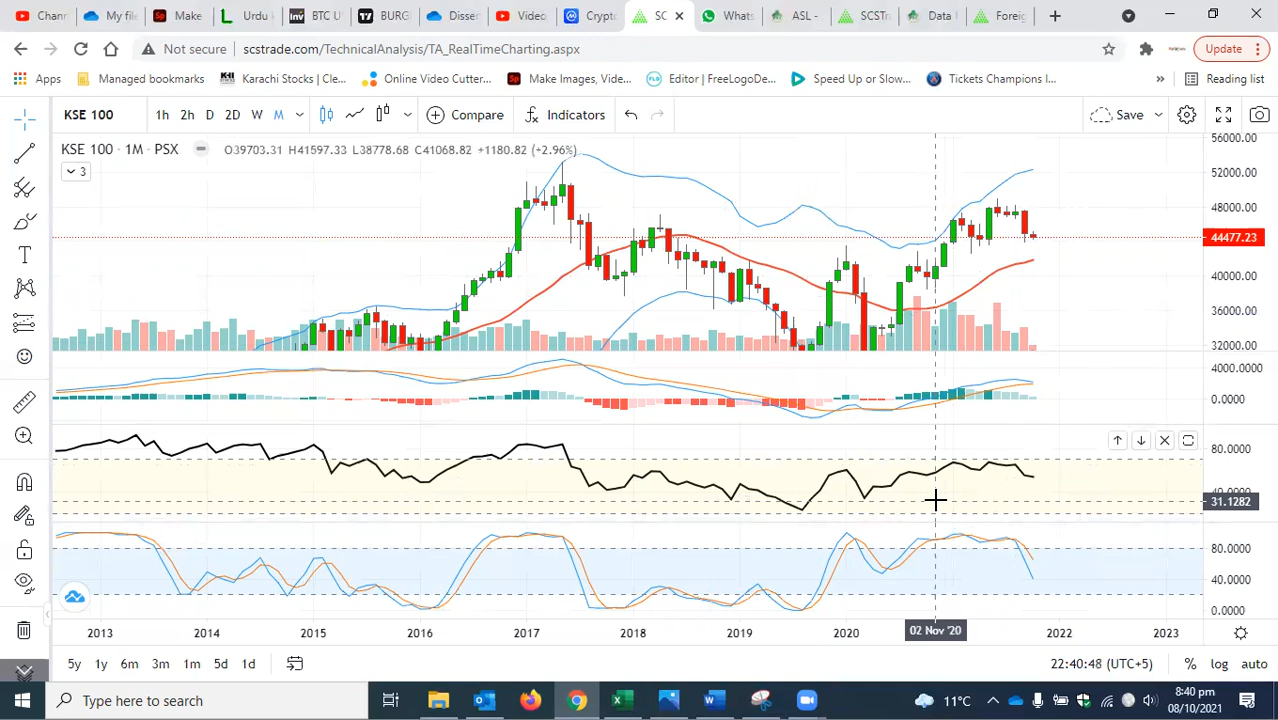 Chann My file Make Urdu k BTC U BURG Disser Video Crypto SC Whats ASL - SCSTra Data I Foreig
Not secure scstrade.com/TechnicalAnalysis/TA_RealTimeCharting.aspx Update
Apps Managed bookmarks Karachi Stocks | Cle... Online Video Cutter... Make Images, Vide... Editor | FreeLogoDe... Speed Up or Slow... Tickets Champions l... » Reading list
KSE 100 1h 2h D 2D W M Compare Indicators Save
KSE 100 · 1M · PSX O39703.31 H41597.33 L38778.68 C41068.82 +1180.82 (+2.96%)
3
56000.00
52000.00
48000.00
44477.23
40000.00
36000.00
32000.00
4000.0000
0.0000
80.0000
40.0000
31.1282
80.0000
40.0000
0.0000
2013 2014 2015 2016 2017 2018 2019 2020 02 Nov '20 2022 2023
5y 1y 6m 3m 1m 5d 1d 22:40:48 (UTC+5) % log auto
Type here to search 11°C 8:40 pm
08/10/2021